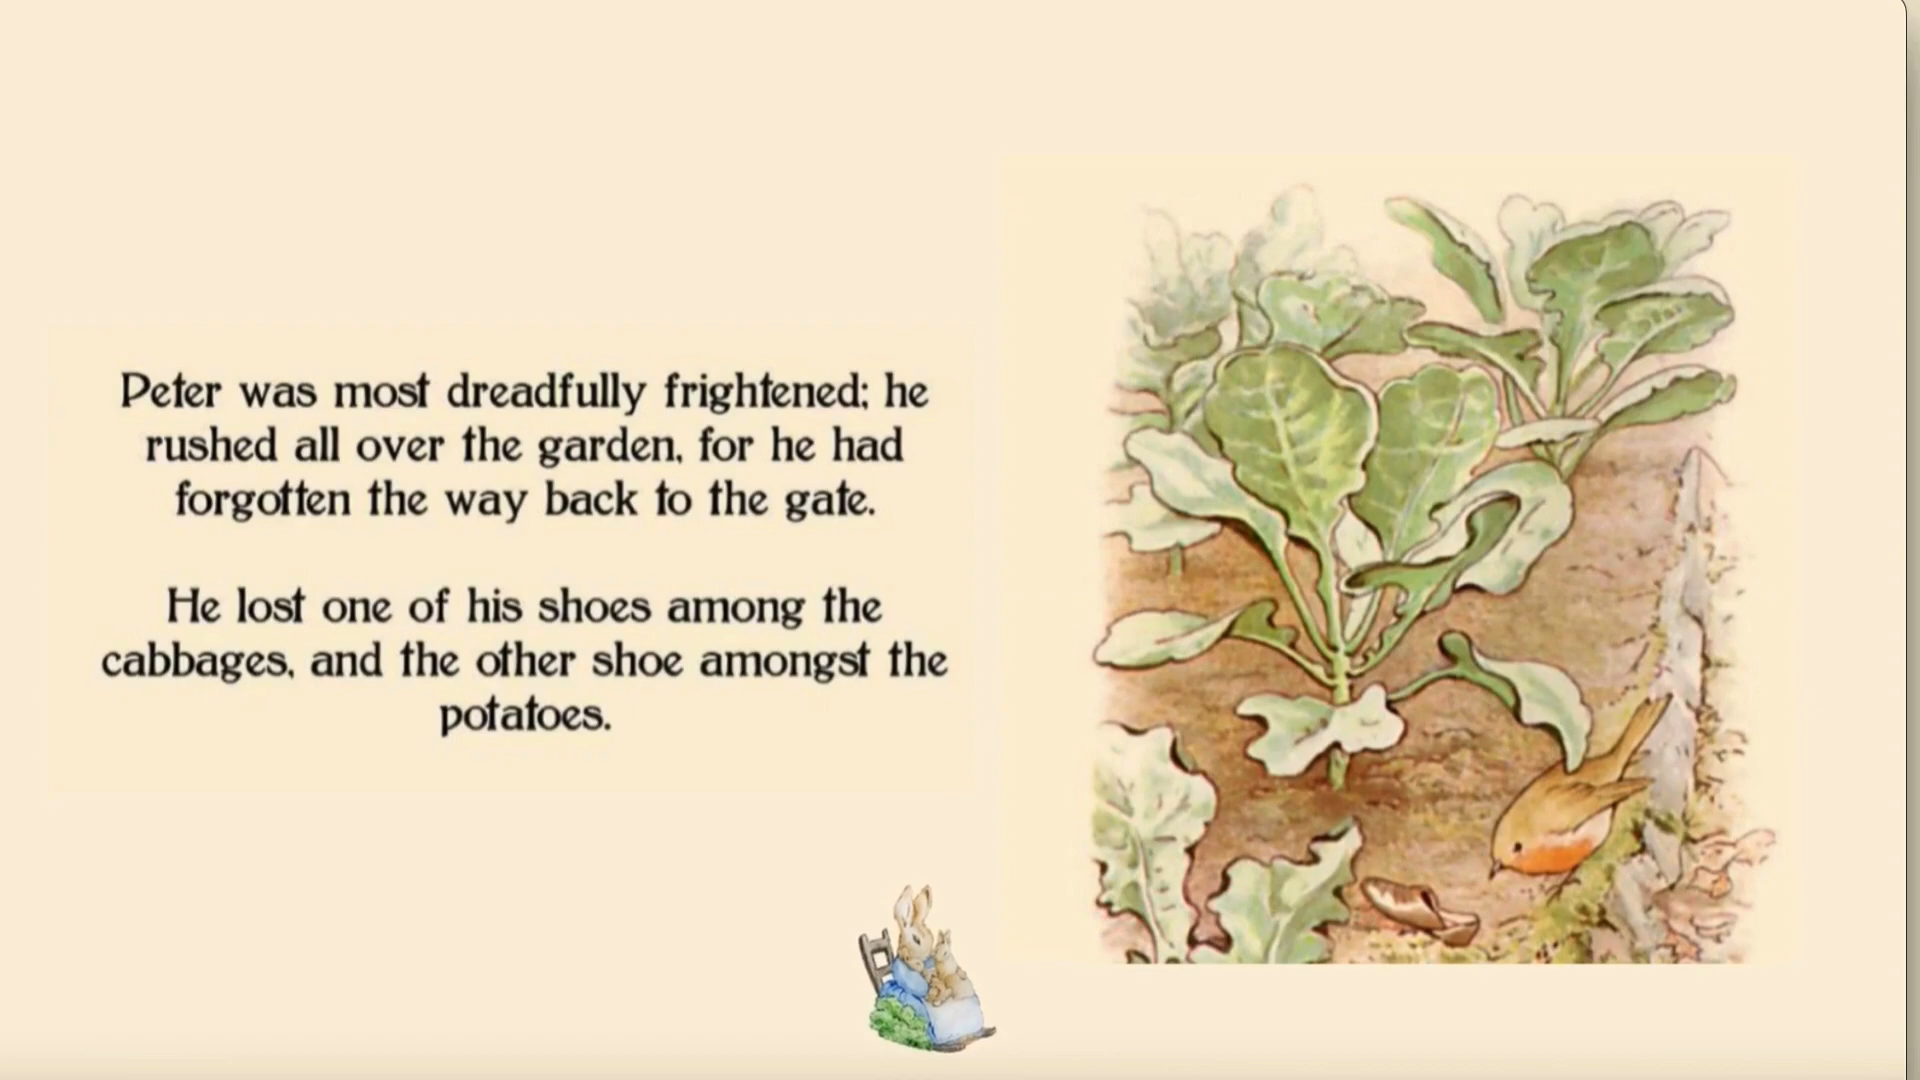 Peter was most dreadfully frightened; he
rushed all over the garden, for he had
forgotten the way back to the gate.
He lost one of his shoes among the
cabbages, and the other shoe amongst the
potatoes.